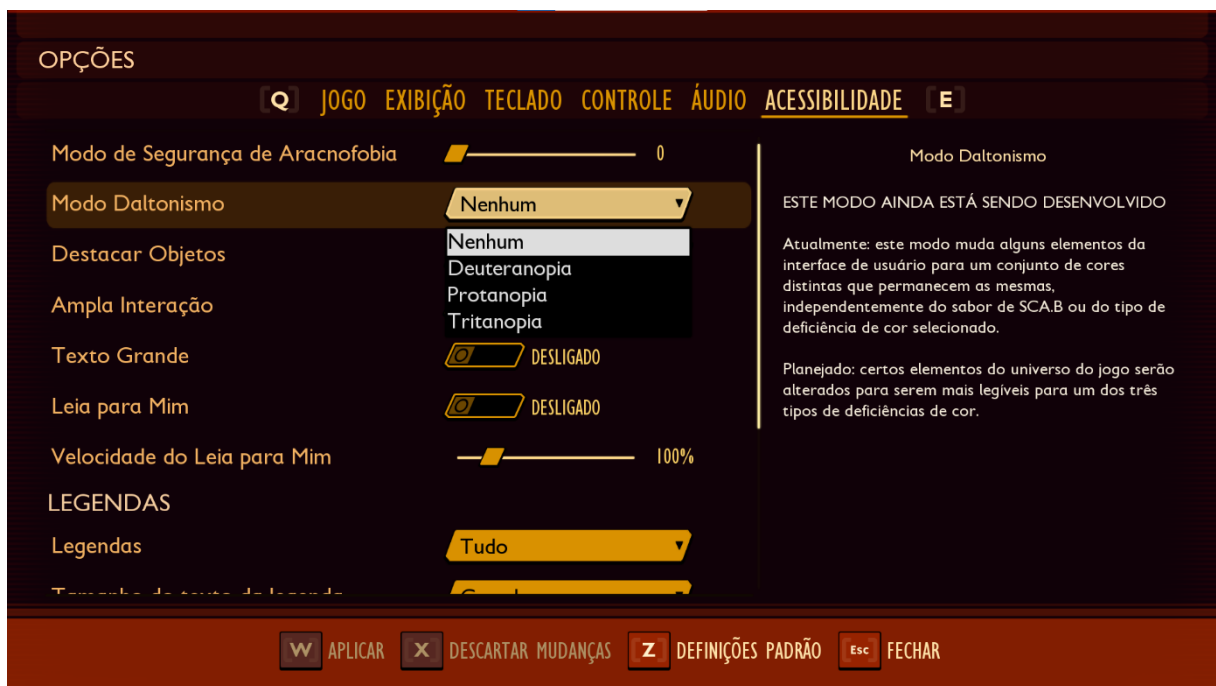 OPÇÕES
Q JOGO EXIBIÇÃO TECLADO CONTROLE ÁUDIO ACESSIBILIDADE E
Modo de Segurança de Aracnofobia 0
Modo Daltonismo Nenhum
Nenhum
Deuteranopia
Protanopia
Tritanopia
Destacar Objetos
Ampla Interação
Texto Grande DESLIGADO
Leia para Mim DESLIGADO
Velocidade do Leia para Mim 100%
LEGENDAS
Legendas Tudo
Tamanho do texto da legenda
Modo Daltonismo
ESTE MODO AINDA ESTÁ SENDO DESENVOLVIDO
Atualmente: este modo muda alguns elementos da
interface de usuário para um conjunto de cores
distintas que permanecem as mesmas,
independentemente do sabor de SCA.B ou do tipo de
deficiência de cor selecionado.
Planejado: certos elementos do universo do jogo serão
alterados para serem mais legíveis para um dos três
tipos de deficiências de cor.
W APLICAR X DESCARTAR MUDANÇAS Z DEFINIÇÕES PADRÃO Esc FECHAR